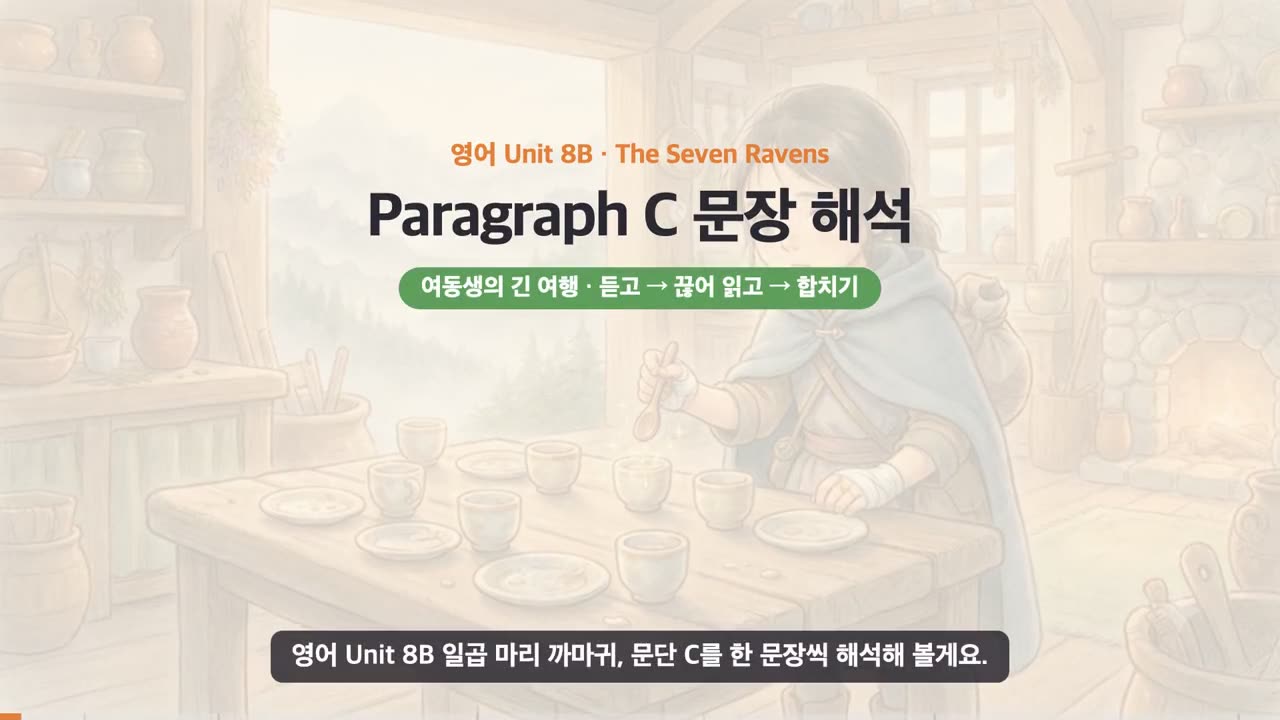 영어 Unit 8B · The Seven Ravens
Paragraph C 문장 해석
여동생의 긴 여행 · 듣고 → 끊어 읽고 → 합치기
영어 Unit 8B 일곱 마리 까마귀, 문단 C를 한 문장씩 해석해 볼게요.